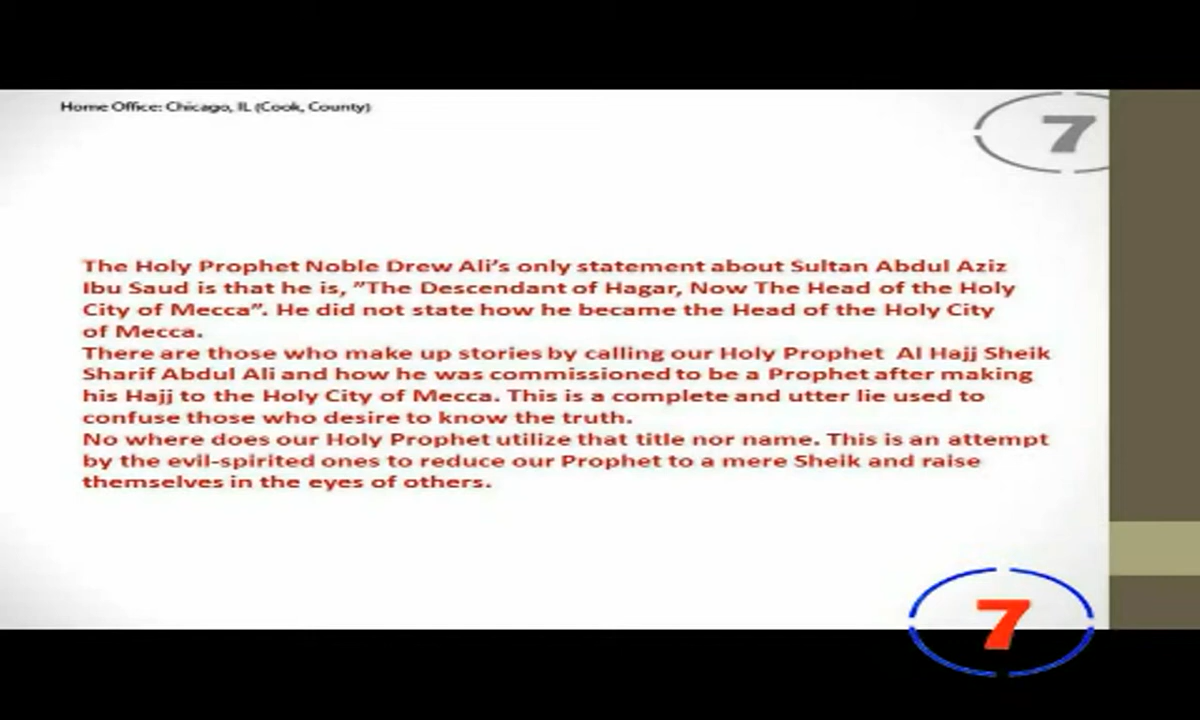 Home Office: Chicago, IL (Cook, County)
7
The Holy Prophet Noble Drew Ali's only statement about Sultan Abdul Aziz
Ibu Saud is that he is, "The Descendant of Hagar, Now The Head of the Holy
City of Mecca". He did not state how he became the Head of the Holy City
of Mecca.
There are those who make up stories by calling our Holy Prophet Al Hajj Sheik
Sharif Abdul Ali and how he was commissioned to be a Prophet after making
his Hajj to the Holy City of Mecca. This is a complete and utter lie used to
confuse those who desire to know the truth.
No where does our Holy Prophet utilize that title nor name. This is an attempt
by the evil-spirited ones to reduce our Prophet to a mere Sheik and raise
themselves in the eyes of others.
7